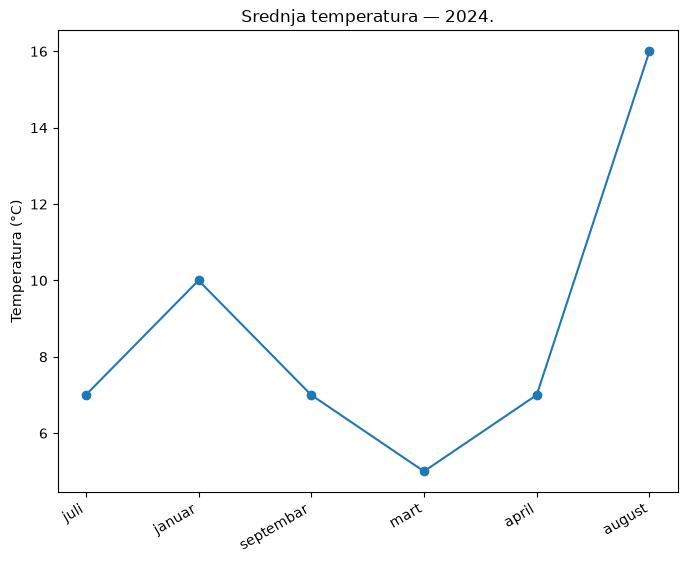 Srednja temperatura — 2024.
Temperatura (°C)
16
14
12
10
8
6
juli
januar
septembar
mart
april
august